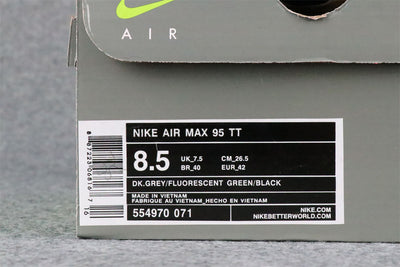 AIR
NIKE AIR MAX 95 TT
8.5
UK_7.5 CM_26.5
BR_40 EUR_42
DK.GREY/FLUORESCENT GREEN/BLACK
MADE IN VIETNAM
FABRIQUE AU VIETNAM_HECHO EN VIETNAM
554970 071
NIKE.COM
NIKEBETTERWORLD.COM